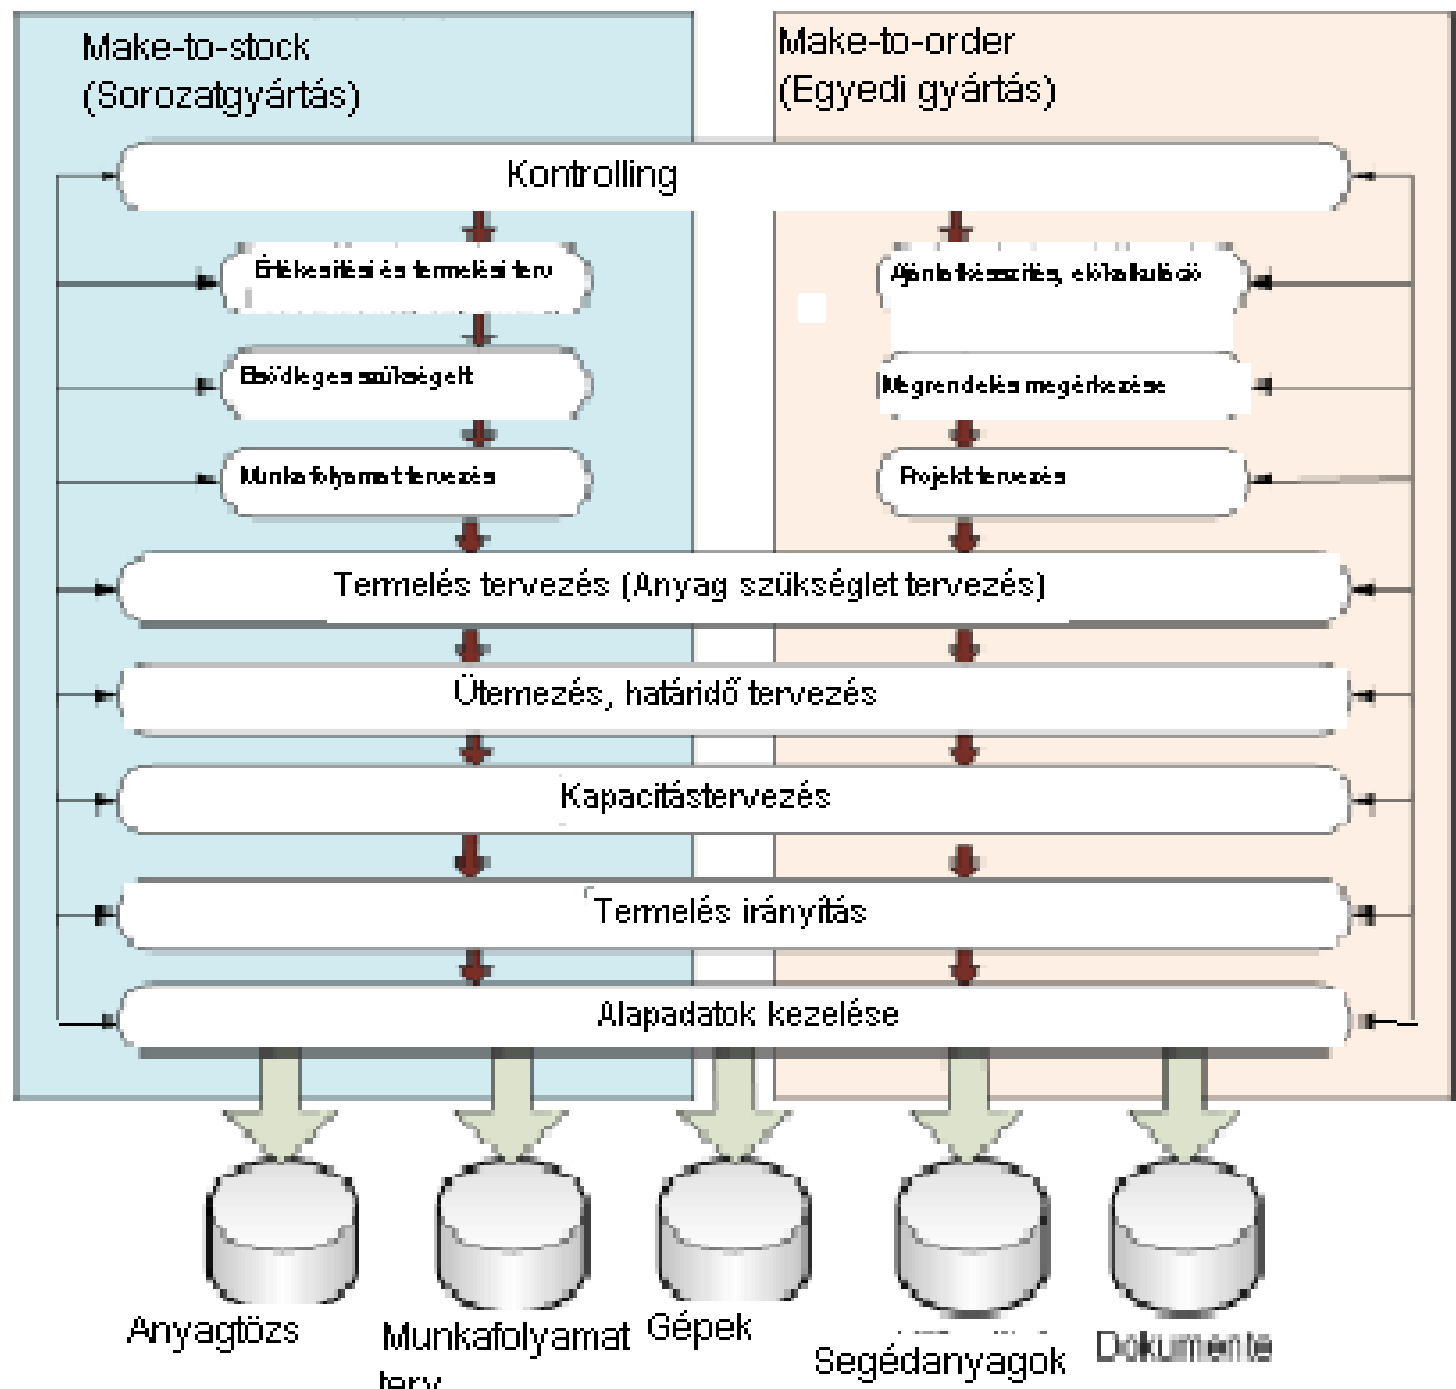 Make-to-stock
(Sorozatgyártás)
Make-to-order
(Egyedi gyártás)
Kontrolling
Értékesítési és termelési terv
Ajánlatkészítés, előkalkuláció
Elsődleges szükségelt
Megrendelés megérkezése
Munkafolyamat tervezés
Projekt tervezés
Termelés tervezés (Anyag szükséglet tervezés)
Ütemezés, határidő tervezés
Kapacitástervezés
Termelés irányítás
Alapadatok kezelése
Anyagtözs
Munkafolyamat
terv
Gépek
Segédanyagok
Dokumente